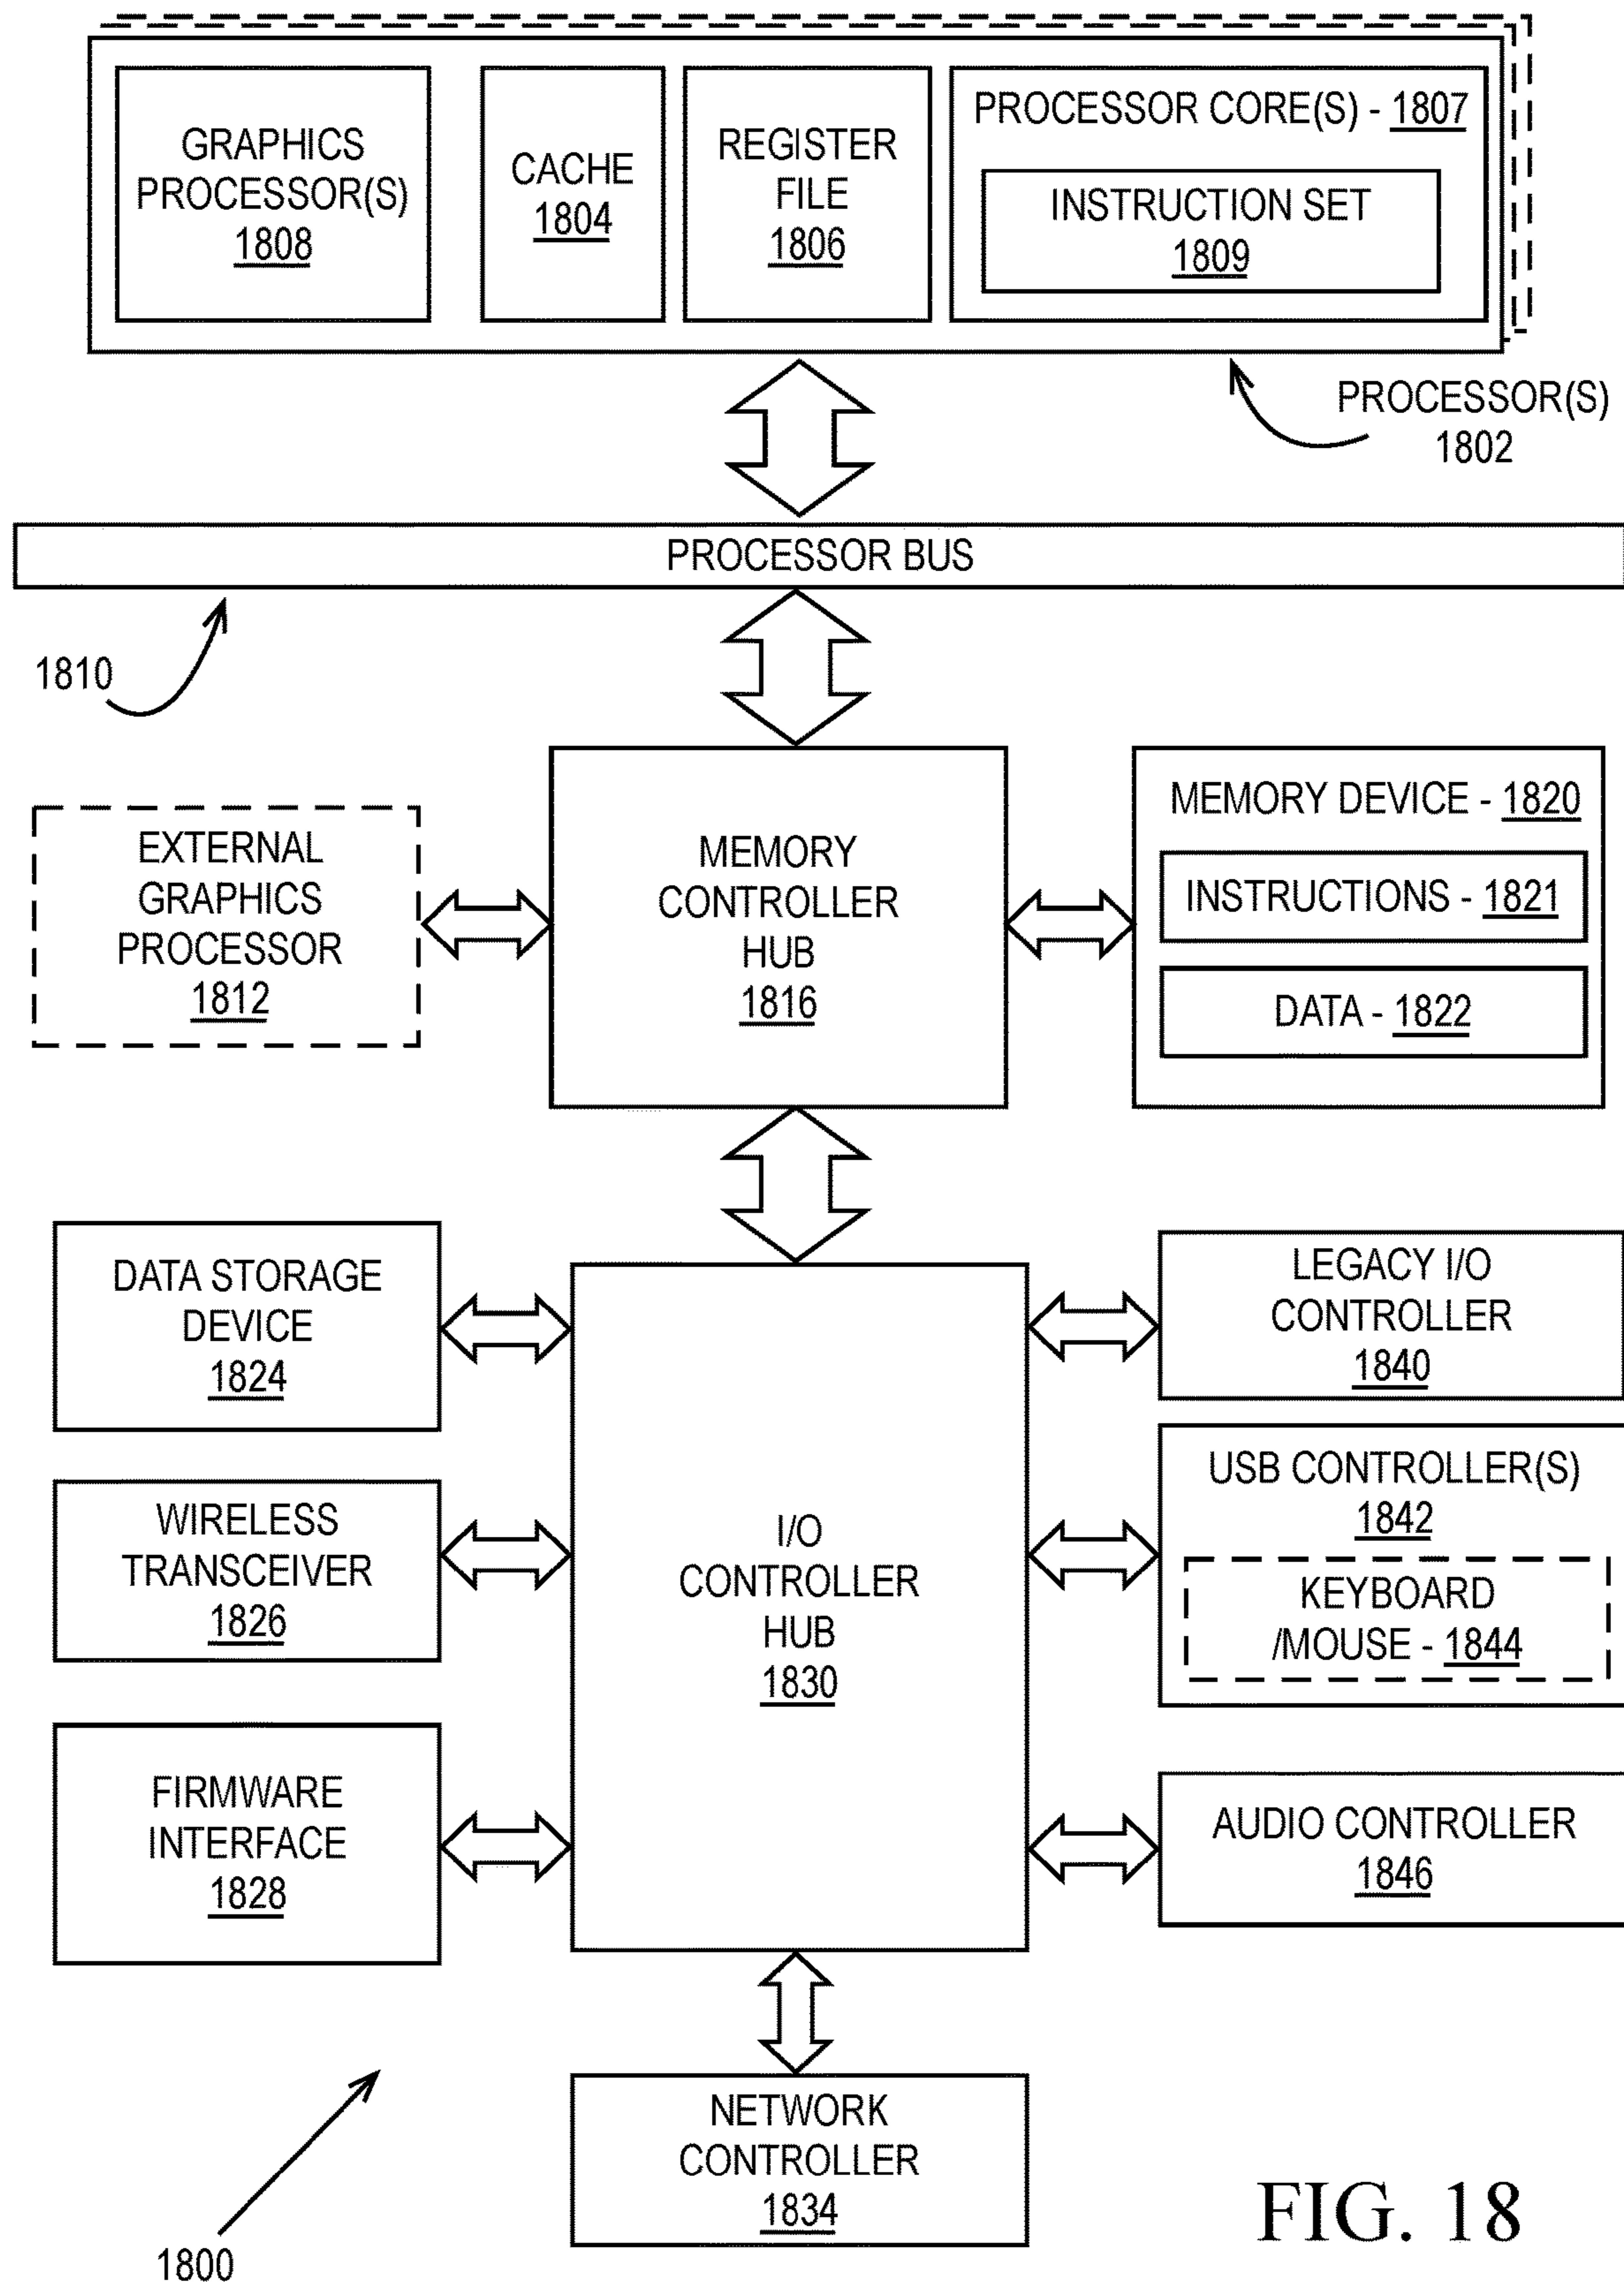 GRAPHICS
PROCESSOR(S)
1808
CACHE
1804
REGISTER
FILE
1806
PROCESSOR CORE(S) - 1807
INSTRUCTION SET
1809
PROCESSOR(S)
1802
PROCESSOR BUS
1810
EXTERNAL
GRAPHICS
PROCESSOR
1812
MEMORY
CONTROLLER
HUB
1816
MEMORY DEVICE - 1820
INSTRUCTIONS - 1821
DATA - 1822
DATA STORAGE
DEVICE
1824
WIRELESS
TRANSCEIVER
1826
FIRMWARE
INTERFACE
1828
I/O
CONTROLLER
HUB
1830
LEGACY I/O
CONTROLLER
1840
USB CONTROLLER(S)
1842
KEYBOARD
/MOUSE - 1844
AUDIO CONTROLLER
1846
NETWORK
CONTROLLER
1834
1800
FIG. 18